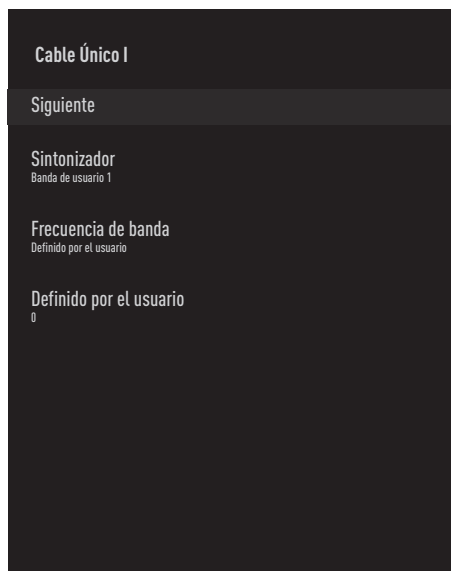 Cable Único I
Siguiente
Sintonizador
Banda de usuario 1
Frecuencia de banda
Definido por el usuario
Definido por el usuario
0